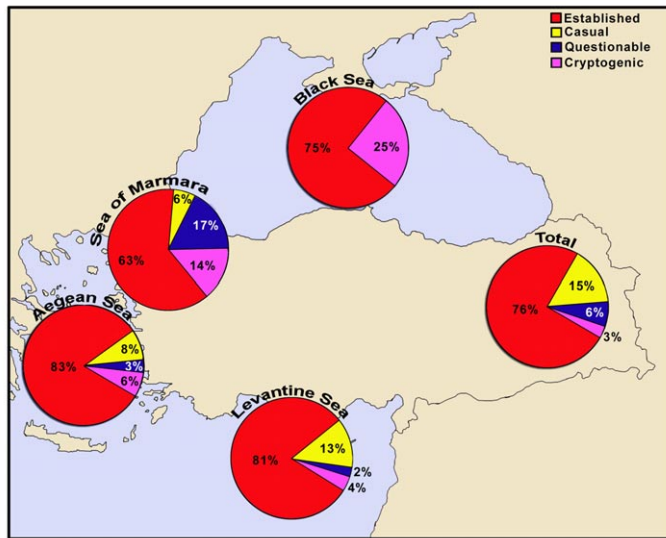 Established
Casual
Questionable
Cryptogenic
Black Sea
75%
25%
Sea of Marmara
6%
17%
63%
14%
Total
15%
76%
6%
3%
Aegean Sea
8%
83%
3%
6%
Levantine Sea
13%
81%
2%
4%